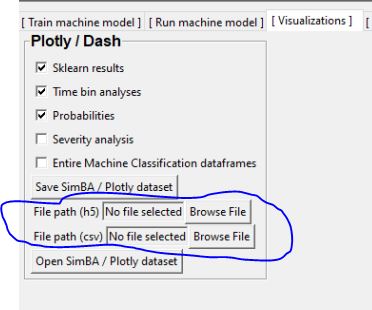 [ Train machine model ] [ Run machine model ] [ Visualizations ] [
Plotly / Dash
Sklearn results
Time bin analyses
Probabilities
Severity analysis
Entire Machine Classification dataframes
Save SimBA / Plotly dataset
File path (h5) No file selected Browse File
File path (csv) No file selected Browse File
Open SimBA / Plotly dataset